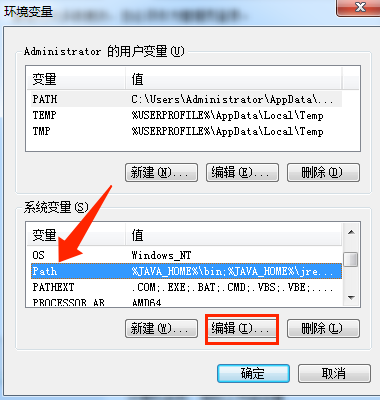 环境变量
Administrator 的用户变量(U)
变量 值
PATH C:\Users\Administrator\AppData\...
TEMP %USERPROFILE%\AppData\Local\Temp
TMP %USERPROFILE%\AppData\Local\Temp
新建(N)... 编辑(E)... 删除(D)
系统变量(S)
变量 值
OS Windows_NT
Path %JAVA_HOME%\bin;%JAVA_HOME%\jre...
PATHEXT .COM;.EXE;.BAT;.CMD;.VBS;.VBE;....
PROCESSOR_AR AMD64
新建(W)... 编辑(I)... 删除(L)
确定 取消